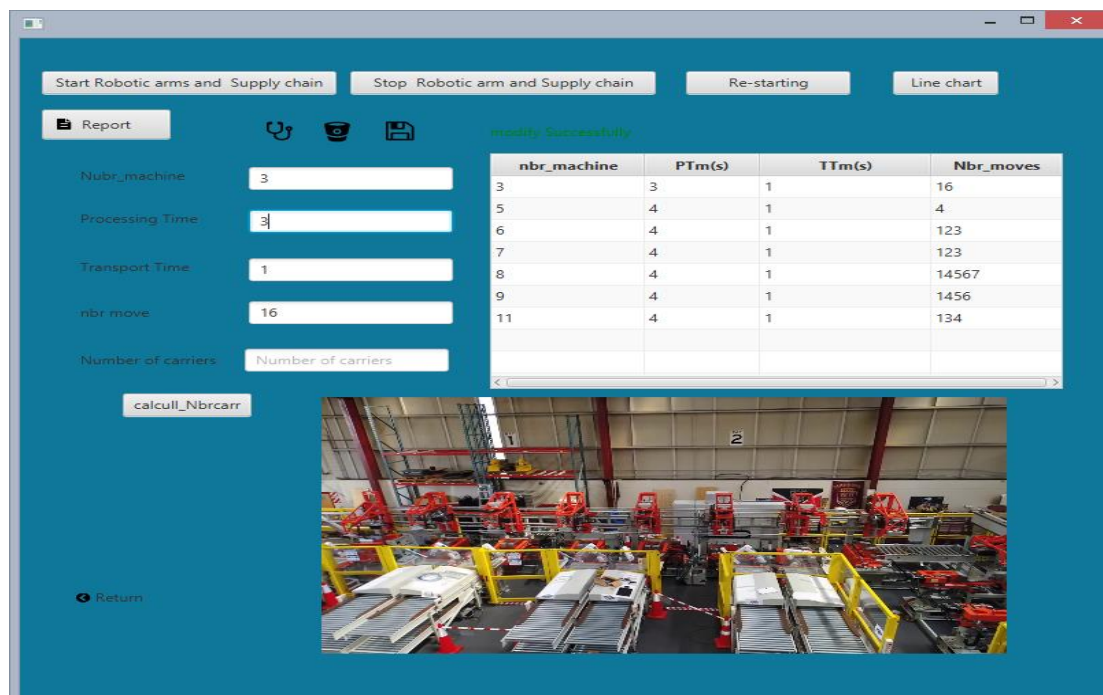 Start Robotic arms and Supply chain
Stop Robotic arm and Supply chain
Re-starting
Line chart
Report
modify Successfully
Nubr_machine
3
Processing Time
3
Transport Time
1
nbr move
16
Number of carriers
Number of carriers
calcull_Nbrcarr
nbr_machine PTm(s) TTm(s) Nbr_moves
3 3 1 16
5 4 1 4
6 4 1 123
7 4 1 123
8 4 1 14567
9 4 1 1456
11 4 1 134
1
2
Return